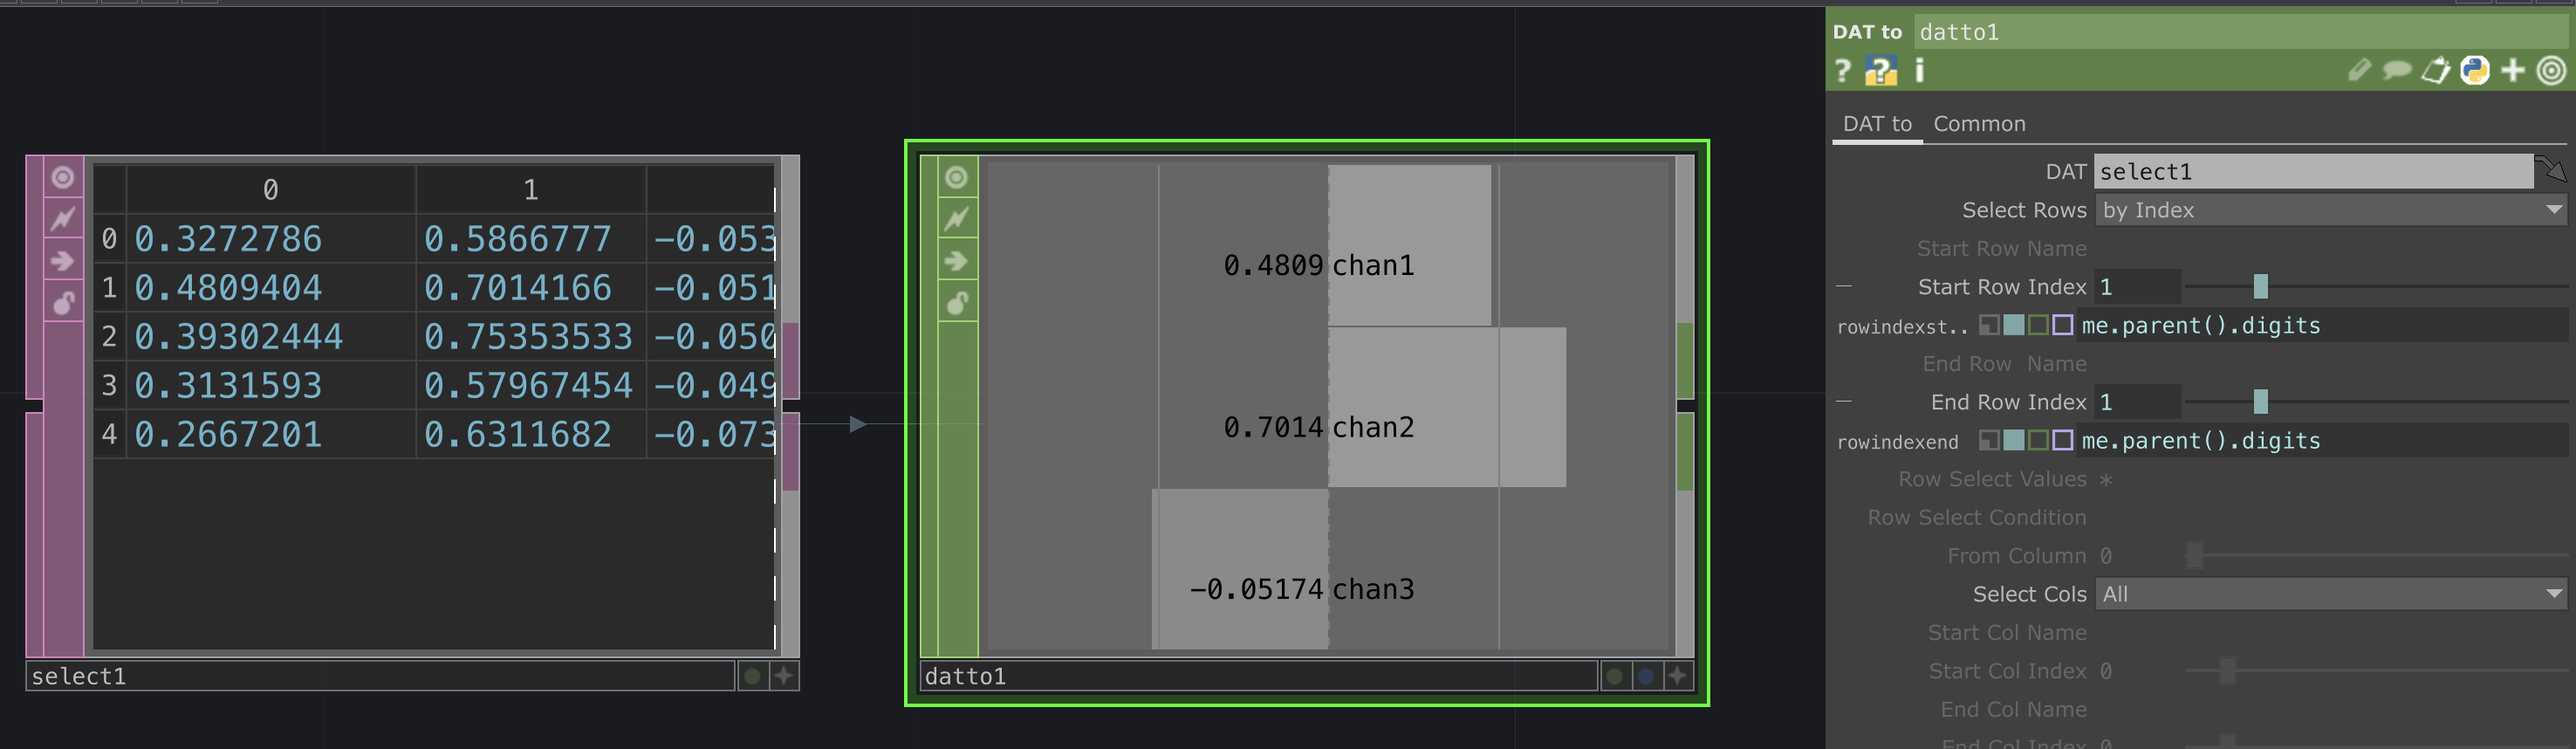 0 1
0 0.3272786 0.5866777 -0.053
1 0.4809404 0.7014166 -0.051
2 0.39302444 0.75353533 -0.050
3 0.3131593 0.57967454 -0.049
4 0.2667201 0.6311682 -0.073
select1
0.4809 chan1
0.7014 chan2
-0.05174 chan3
datto1
DAT to datto1
? ? i
DAT to Common
DAT select1
Select Rows by Index
Start Row Name
Start Row Index 1
rowindexst.. me.parent().digits
End Row Name
End Row Index 1
rowindexend me.parent().digits
Row Select Values *
Row Select Condition
From Column 0
Select Cols All
Start Col Name
Start Col Index 0
End Col Name
End Col Index 0